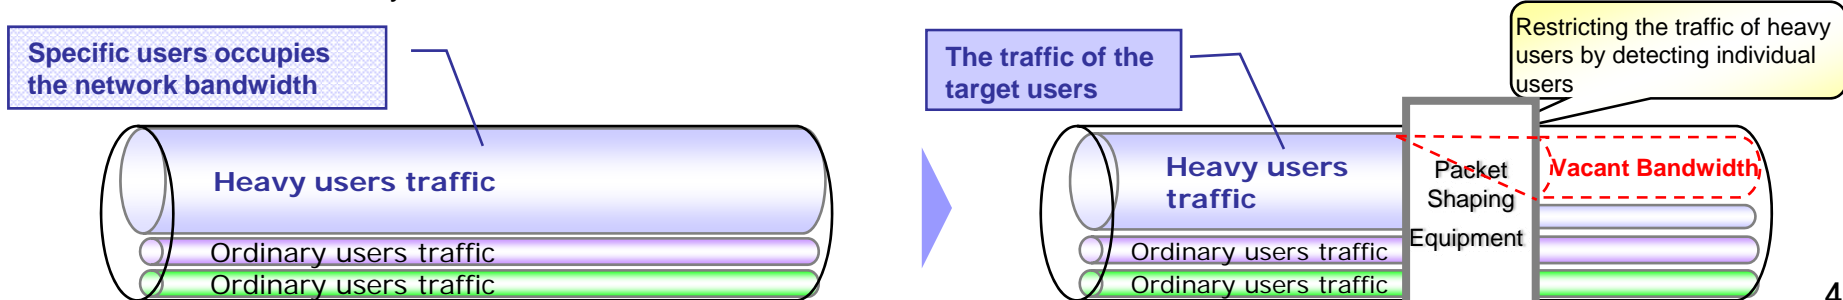 Specific users occupies
the network bandwidth
Heavy users traffic
Ordinary users traffic
Ordinary users traffic
The traffic of the
target users
Restricting the traffic of heavy
users by detecting individual
users
Heavy users
traffic
Packet
Shaping
Equipment
Vacant Bandwidth
Ordinary users traffic
Ordinary users traffic
4